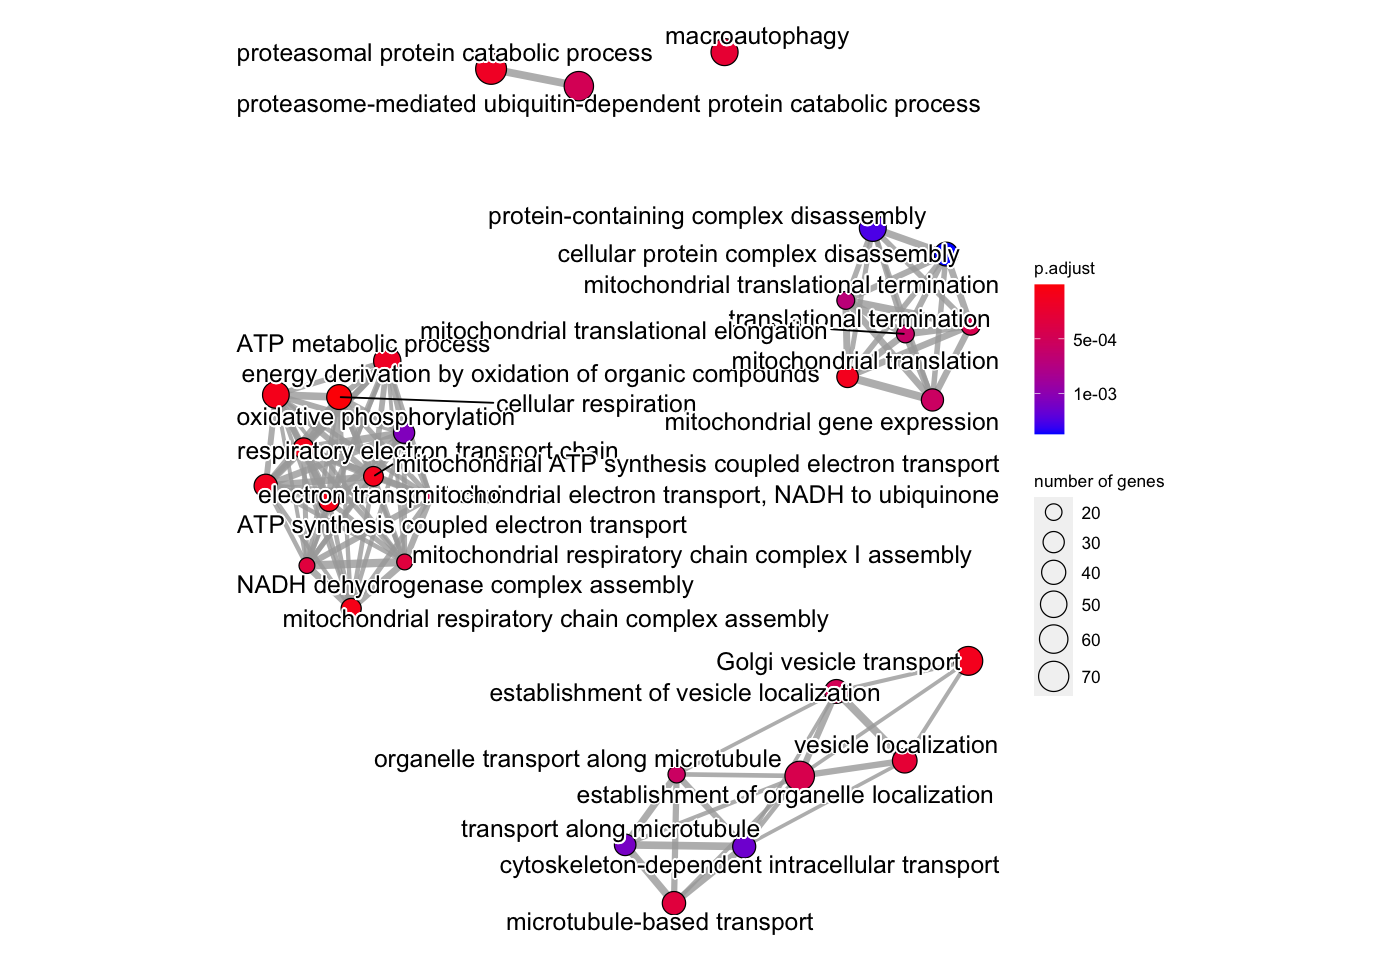 macroautophagy
proteasomal protein catabolic process
proteasome-mediated ubiquitin-dependent protein catabolic process
protein-containing complex disassembly
cellular protein complex disassembly
mitochondrial translational termination
translational termination
mitochondrial translational elongation
ATP metabolic process
mitochondrial translation
energy derivation by oxidation of organic compounds
cellular respiration
oxidative phosphorylation
mitochondrial gene expression
respiratory electron transport chain
mitochondrial ATP synthesis coupled electron transport
electron transport chain
mitochondrial electron transport, NADH to ubiquinone
ATP synthesis coupled electron transport
mitochondrial respiratory chain complex I assembly
NADH dehydrogenase complex assembly
mitochondrial respiratory chain complex assembly
Golgi vesicle transport
establishment of vesicle localization
vesicle localization
organelle transport along microtubule
establishment of organelle localization
transport along microtubule
cytoskeleton-dependent intracellular transport
microtubule-based transport
p.adjust
5e-04
1e-03
number of genes
20
30
40
50
60
70